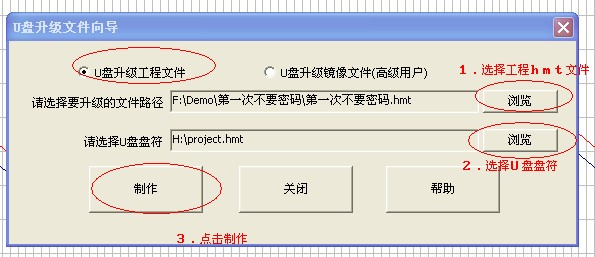 U盘升级文件向导
U盘升级工程文件 U盘升级镜像文件(高级用户)
1．选择工程hmt文件
请选择要升级的文件路径 F:\Demo\第一次不要密码\第一次不要密码.hmt 浏览
请选择U盘盘符 H:\project.hmt 浏览
2．选择U盘盘符
制作 关闭 帮助
3．点击制作